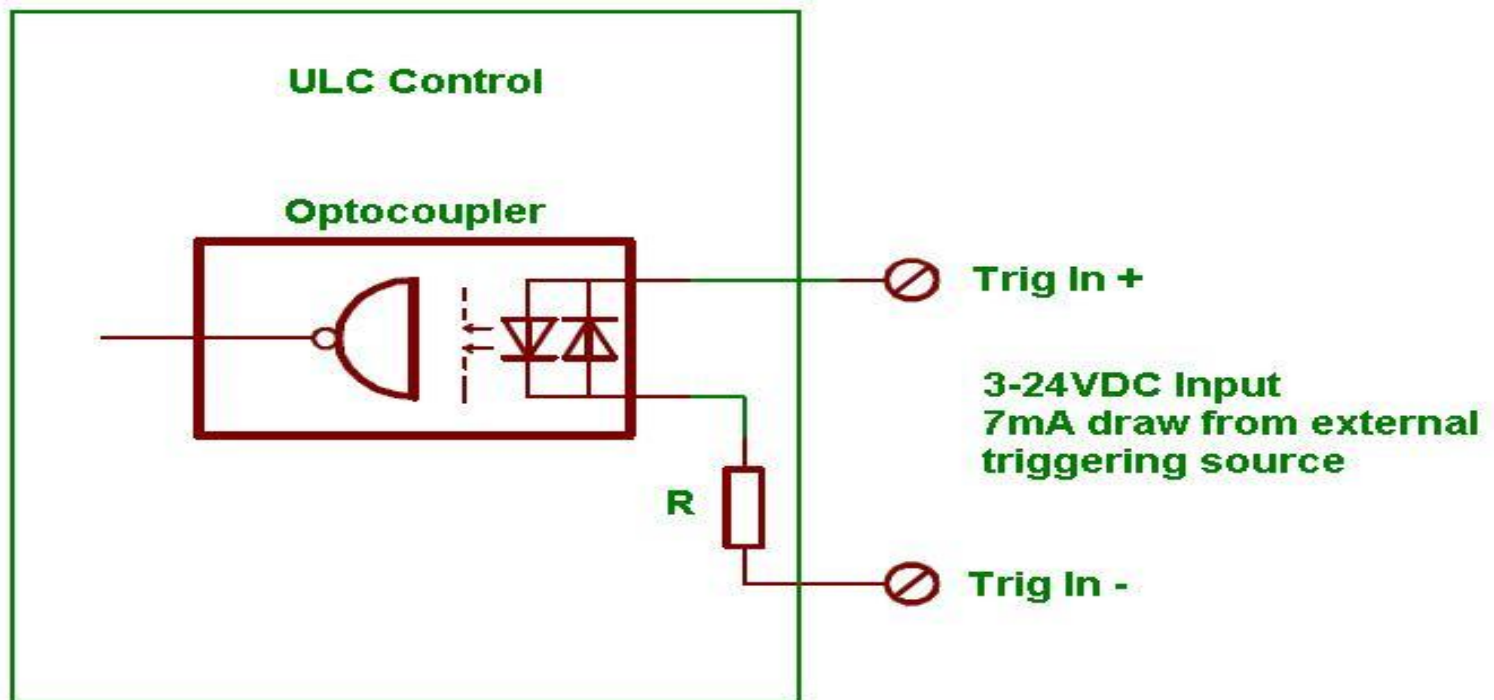 ULC Control
Optocoupler
Trig In +
3-24VDC Input
7mA draw from external
triggering source
R
Trig In -